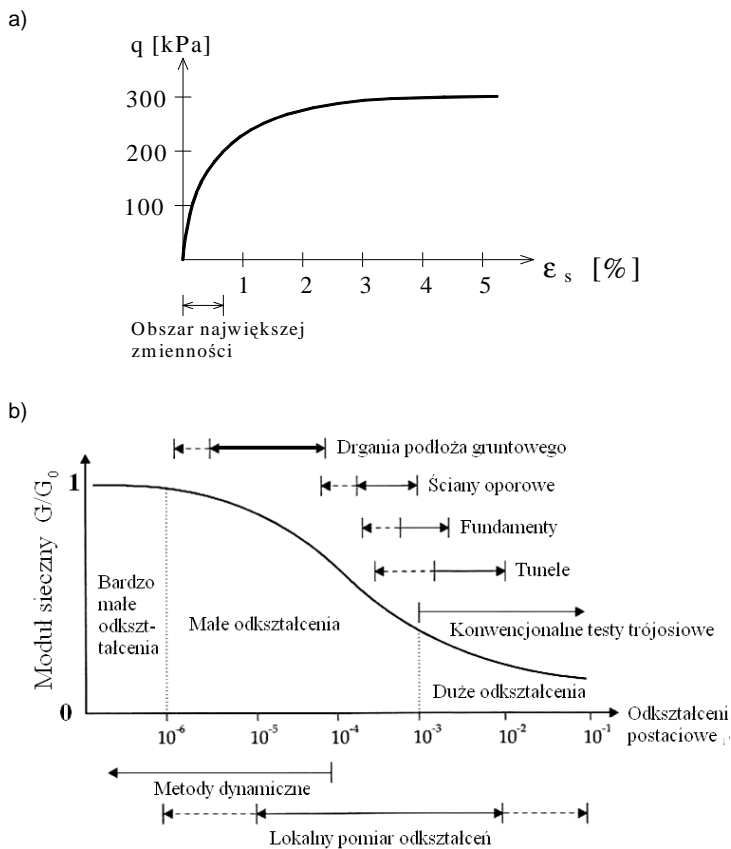 a)
q [kPa]
300
200
100
1 2 3 4 5
ε s [%]
Obszar największej
zmienności
b)
Drgania podłoża gruntowego
Ściany oporowe
Fundamenty
Tunele
Konwencjonalne testy trójosiowe
Moduł sieczny G/G0
1
0
Bardzo
małe
odkszt-
tałcenia
Małe odkształcenia
Duże odkształcenia
10-6 10-5 10-4 10-3 10-2 10-1
Odkształceni
postaciowe
Metody dynamiczne
Lokalny pomiar odkształceń